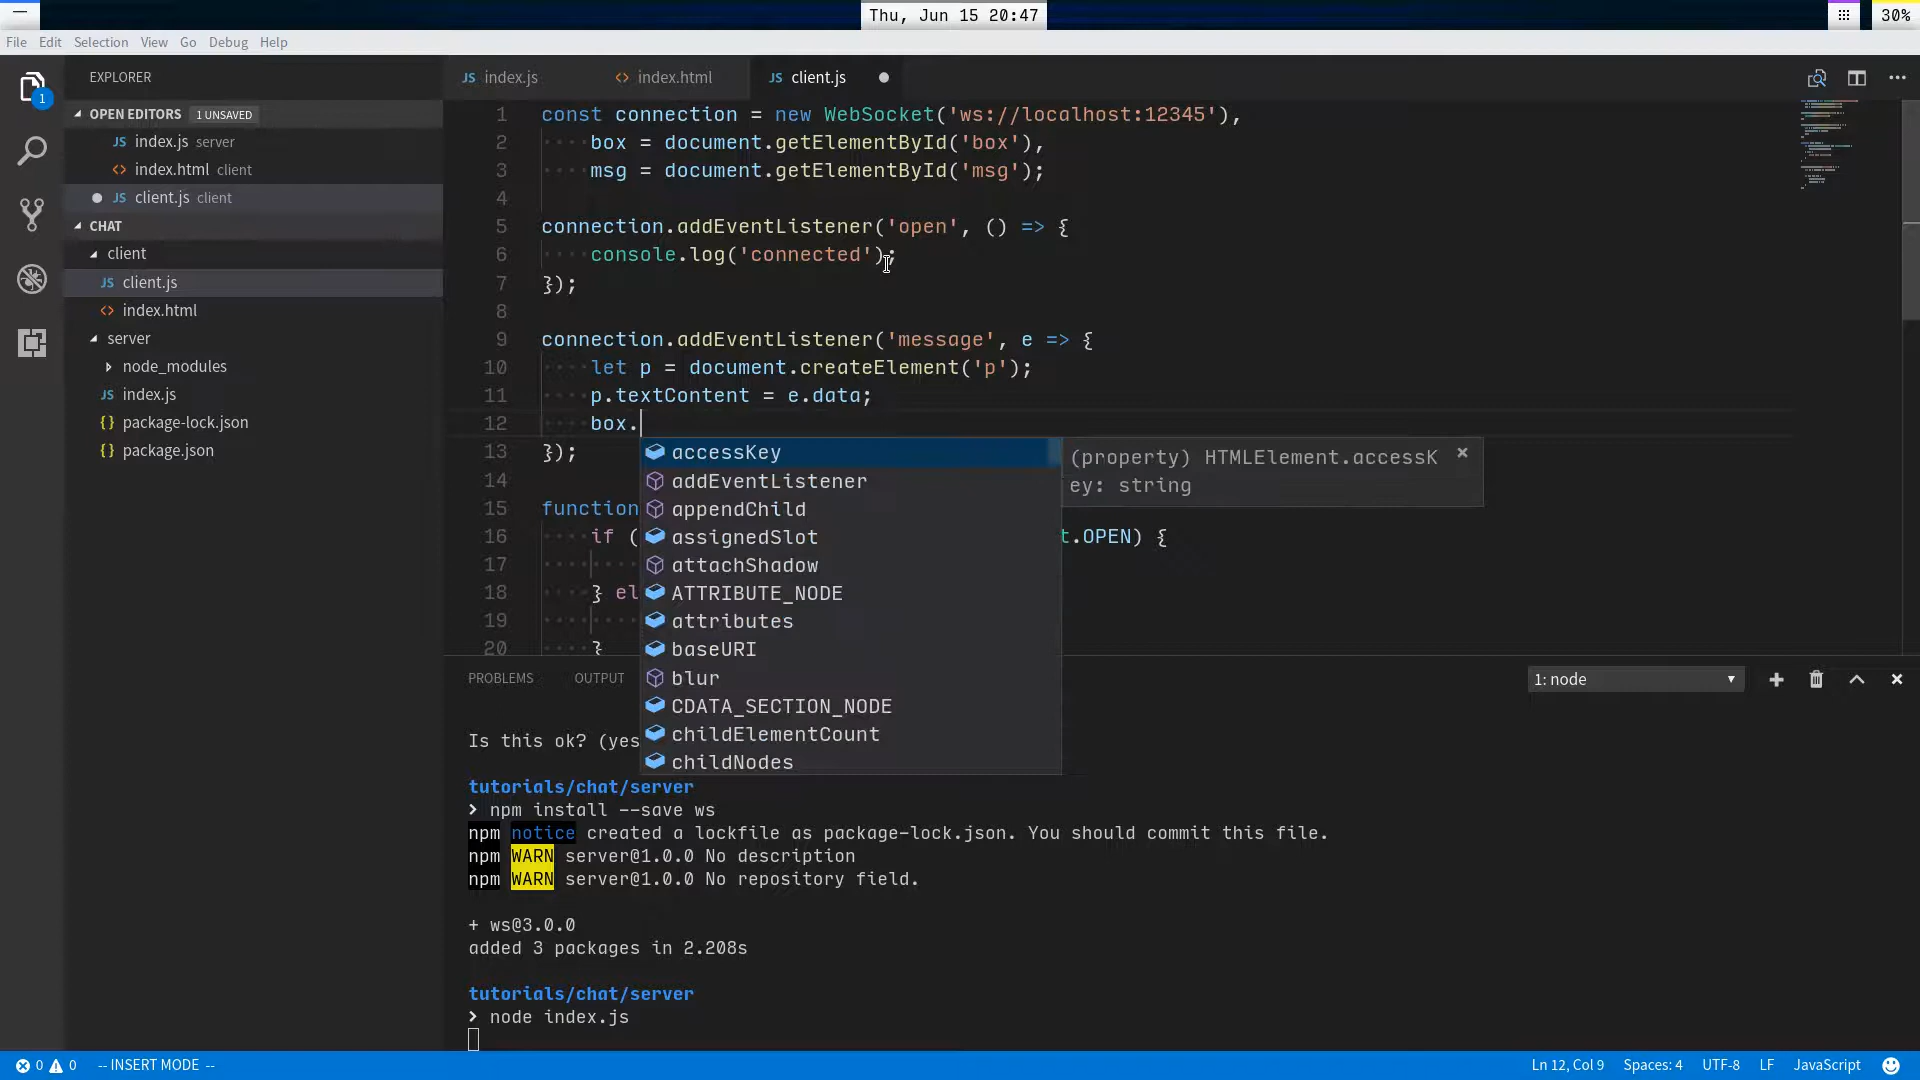 Thu, Jun 15 20:47
30%
File Edit Selection View Go Debug Help
EXPLORER
1
OPEN EDITORS 1 UNSAVED
JS index.js server
<> index.html client
JS client.js client
CHAT
client
JS client.js
<> index.html
server
node_modules
JS index.js
{} package-lock.json
{} package.json
JS index.js <> index.html JS client.js
1 const connection = new WebSocket('ws://localhost:12345'),
2 box = document.getElementById('box'),
3 msg = document.getElementById('msg');
4
5 connection.addEventListener('open', () => {
6 console.log('connected');
7 });
8
9 connection.addEventListener('message', e => {
10 let p = document.createElement('p');
11 p.textContent = e.data;
12 box.
13 });
14
15 function
16 if ( t.OPEN) {
17
18 } el
19
20 }
accessKey
addEventListener
appendChild
assignedSlot
attachShadow
ATTRIBUTE_NODE
attributes
baseURI
blur
CDATA_SECTION_NODE
childElementCount
childNodes
(property) HTMLElement.accessK
ey: string
PROBLEMS OUTPUT 1: node
Is this ok? (yes
tutorials/chat/server
> npm install --save ws
npm notice created a lockfile as package-lock.json. You should commit this file.
npm WARN server@1.0.0 No description
npm WARN server@1.0.0 No repository field.
+ ws@3.0.0
added 3 packages in 2.208s
tutorials/chat/server
> node index.js
0 0 -- INSERT MODE -- Ln 12, Col 9 Spaces: 4 UTF-8 LF JavaScript